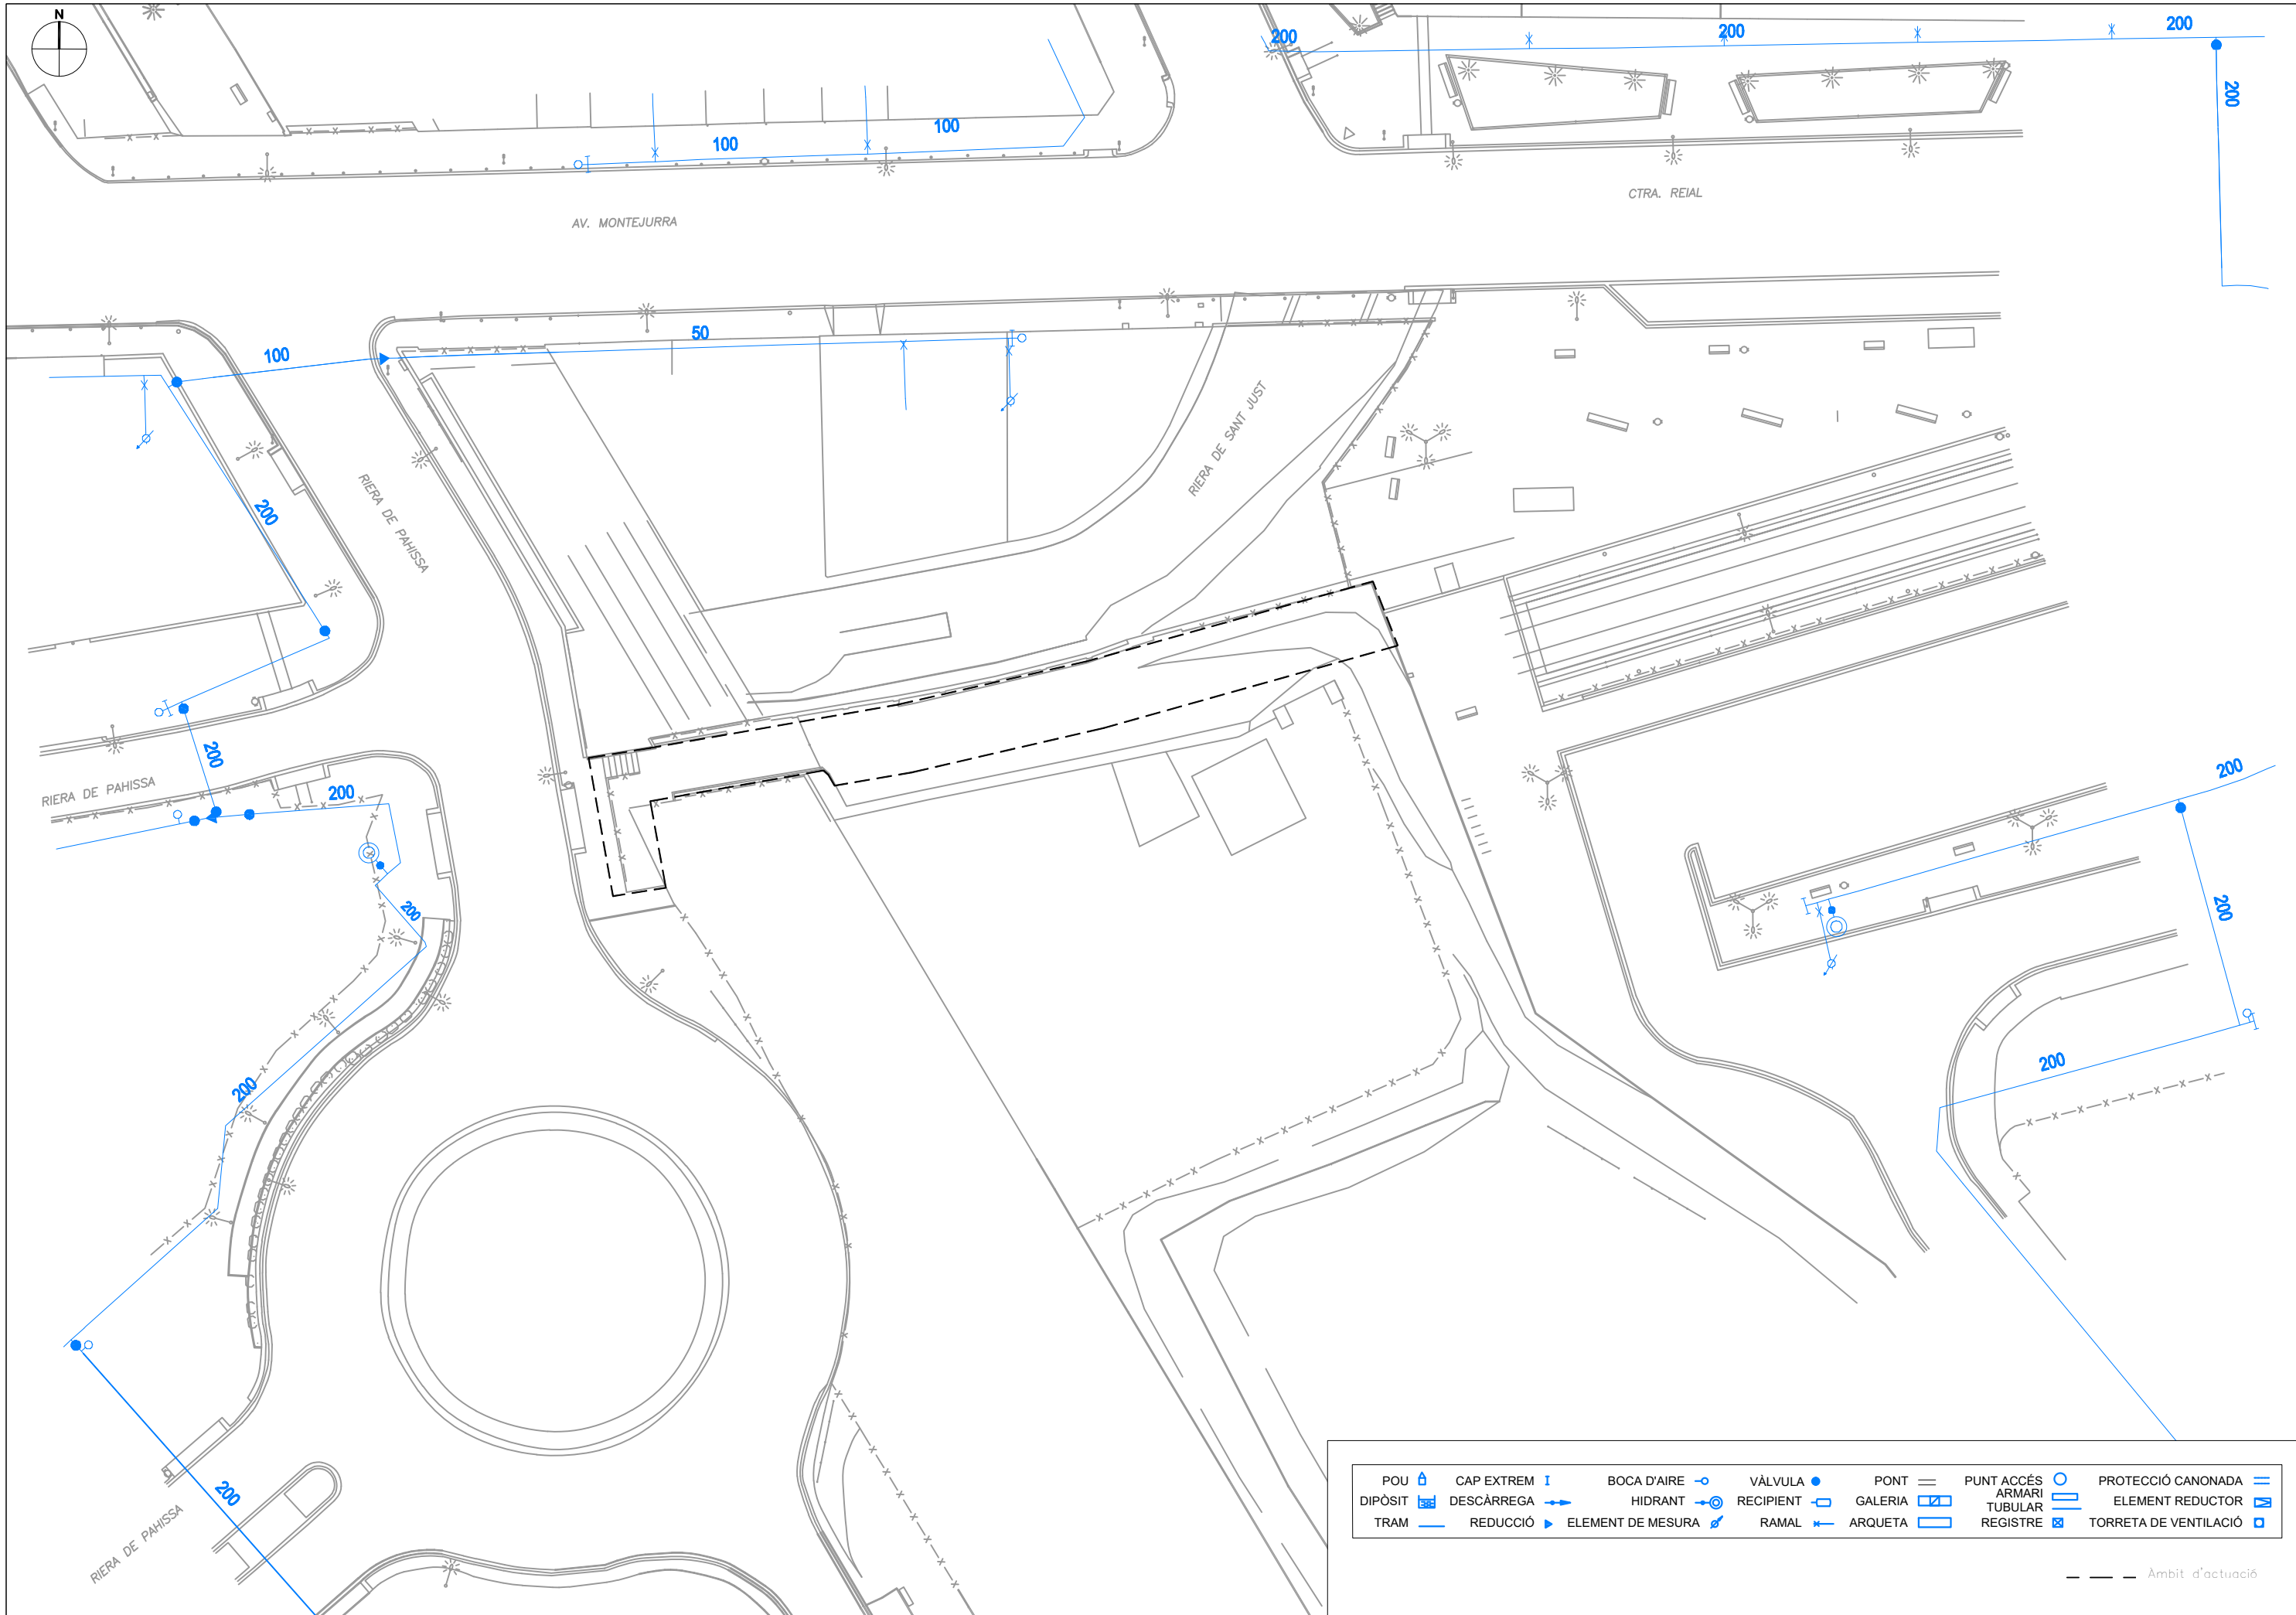 N
200
200
200
200
100
100
AV. MONTEJURRA
CTRA. REIAL
50
100
RIERA DE SANT JUST
RIERA DE PAHISSA
200
200
RIERA DE PAHISSA
200
200
200
200
200
200
200
RIERA DE PAHISSA
POU CAP EXTREM BOCA D'AIRE VÀLVULA PONT PUNT ACCÉS PROTECCIÓ CANONADA
DIPÒSIT DESCÀRREGA HIDRANT RECIPIENT GALERIA ARMARI TUBULAR ELEMENT REDUCTOR
TRAM REDUCCIÓ ELEMENT DE MESURA RAMAL ARQUETA REGISTRE TORRETA DE VENTILACIÓ
Àmbit d'actuació